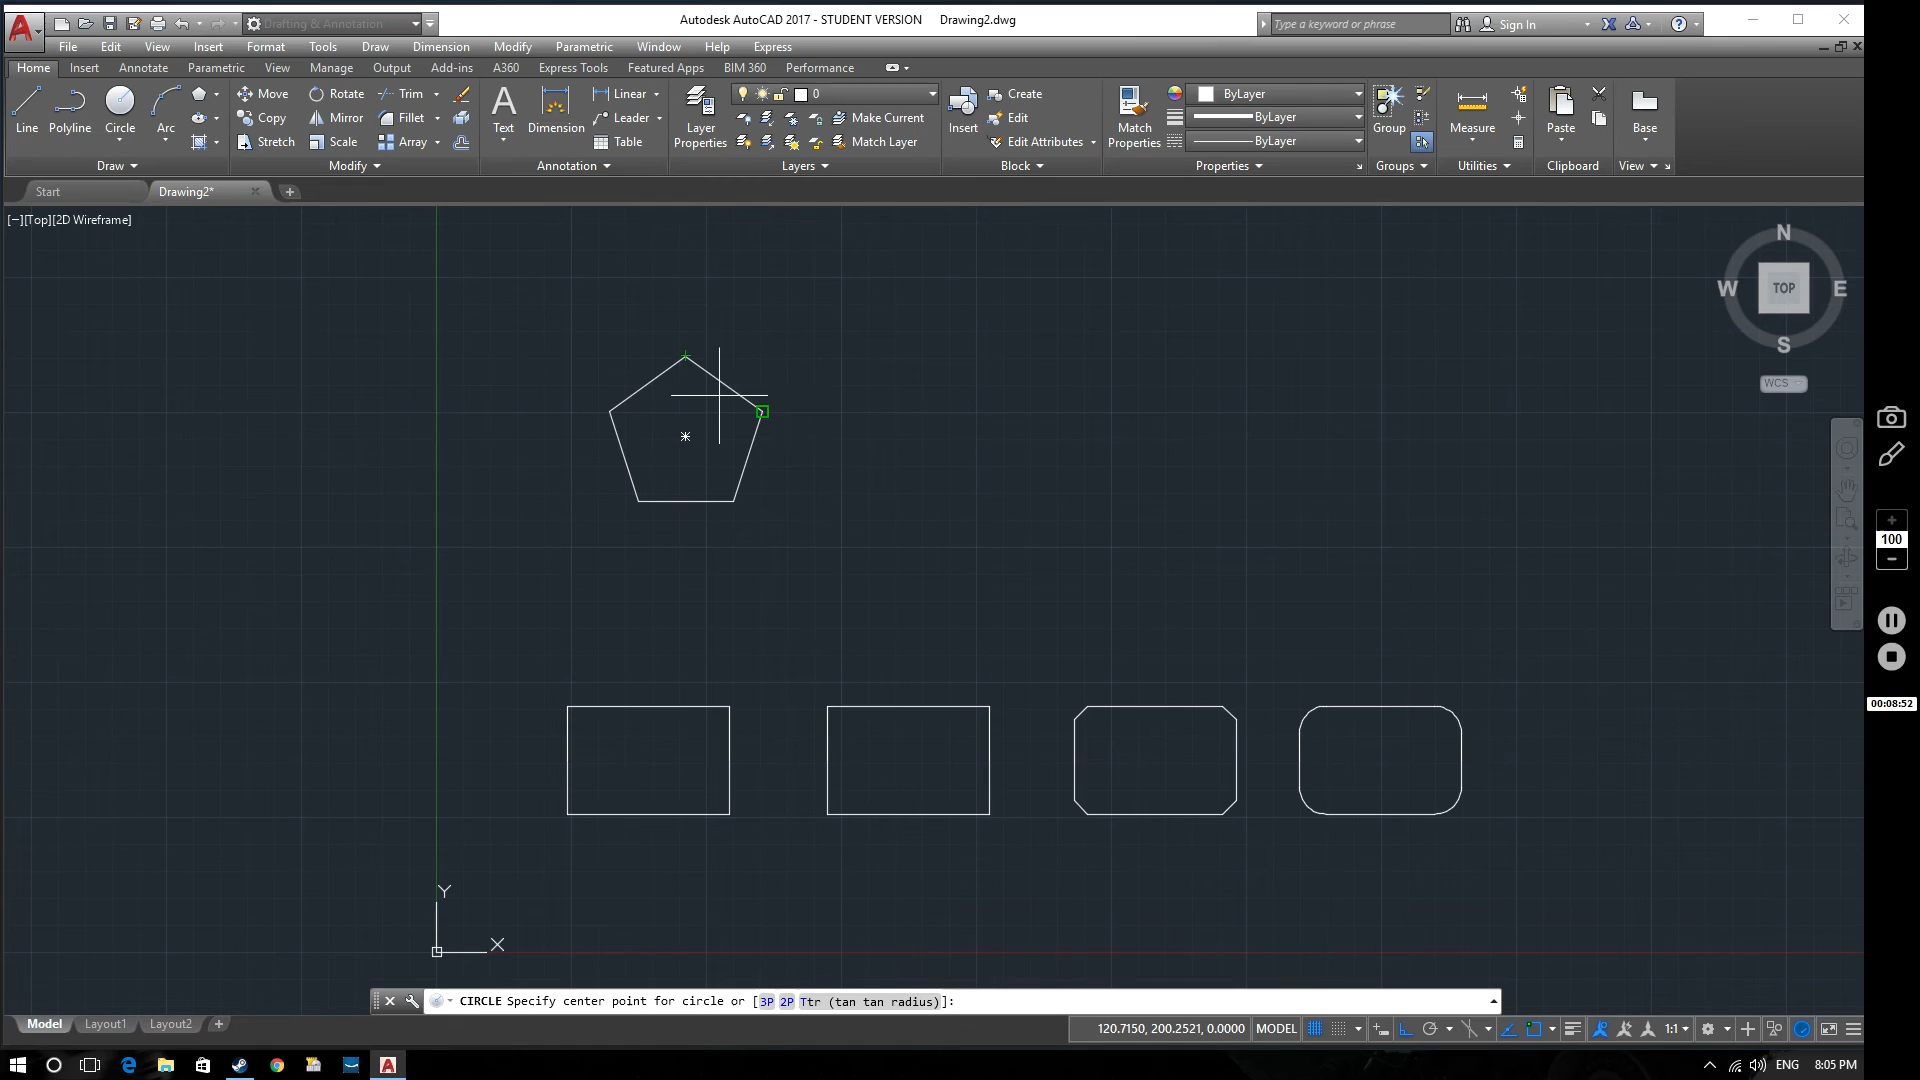 Drafting & Annotation
Autodesk AutoCAD 2017 - STUDENT VERSION Drawing2.dwg
Type a keyword or phrase
Sign In
File Edit View Insert Format Tools Draw Dimension Modify Parametric Window Help Express
Home Insert Annotate Parametric View Manage Output Add-ins A360 Express Tools Featured Apps BIM 360 Performance
Line Polyline Circle Arc
Move Rotate Trim
Copy Mirror Fillet
Stretch Scale Array
Text Dimension
Linear
Leader
Table
Layer Properties
0
Make Current
Match Layer
Insert
Create
Edit
Edit Attributes
Match Properties
ByLayer
ByLayer
ByLayer
Group
Measure
Paste
Base
Draw Modify Annotation Layers Block Properties Groups Utilities Clipboard View
Start Drawing2*
[−][Top][2D Wireframe]
N
W TOP E
S
WCS
100
00:08:52
Y
X
CIRCLE Specify center point for circle or [3P 2P Ttr (tan tan radius)]:
Model Layout1 Layout2
120.7150, 200.2521, 0.0000 MODEL
1:1
ENG 8:05 PM